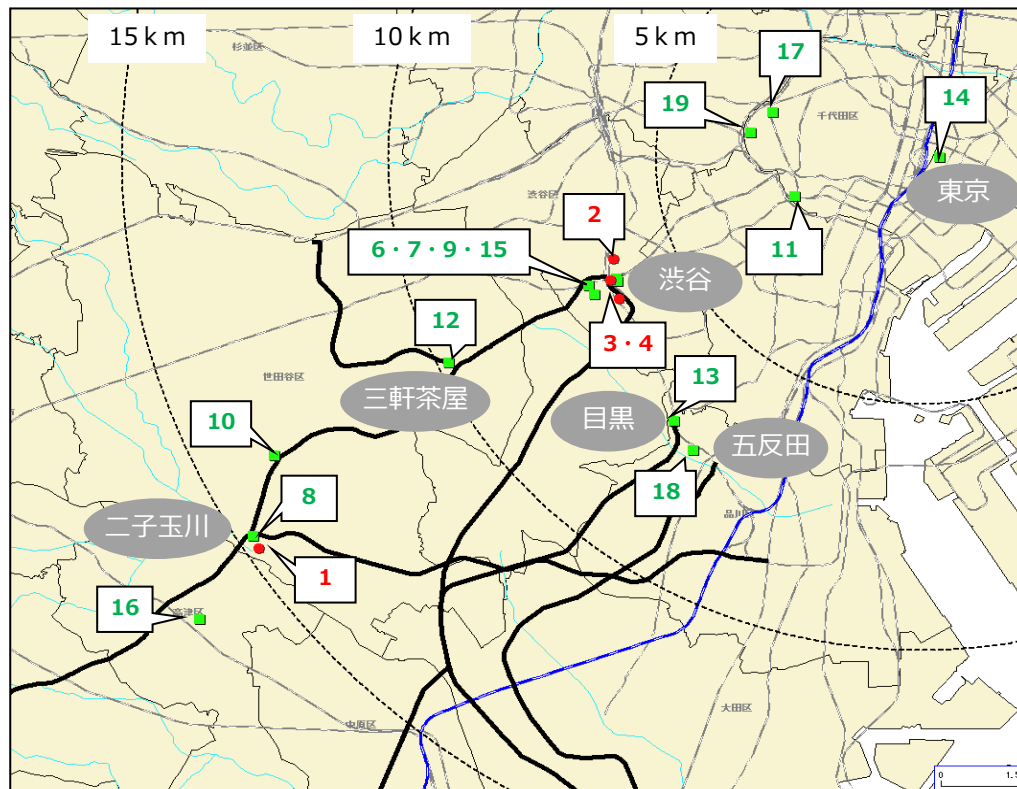 15ｋｍ
10ｋｍ
5ｋｍ
杉並区
17
19
14
千代田区
東京
渋谷区
2
6・7・9・15
11
渋谷
12
3・4
世田谷区
三軒茶屋
13
目黒
10
五反田
8
18
品川
二子玉川
1
16
高津区
大田区
中原区
0
1.5